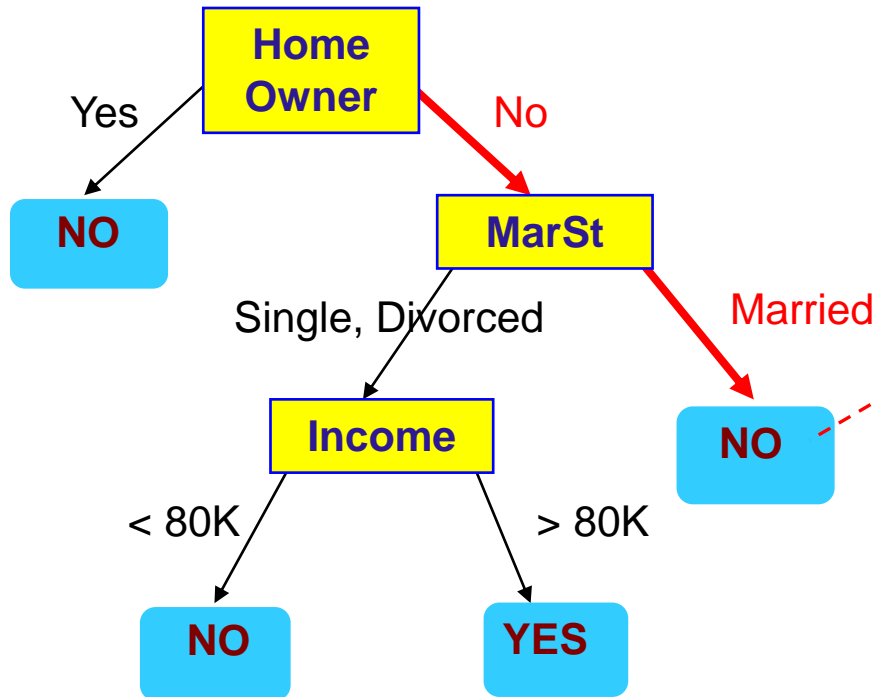 Home
Owner
Yes
No
NO
MarSt
Single, Divorced
Married
Income
NO
< 80K
> 80K
NO
YES